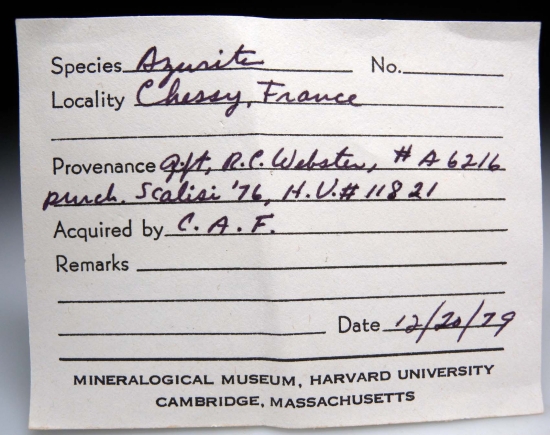 Species Azurite No.
Locality Chessy, France
Provenance gift, R.C. Webster, # A6216
purch. Scalisi '76, H.U.# 11821
Acquired by C.A.F.
Remarks
Date 12/20/79
MINERALOGICAL MUSEUM, HARVARD UNIVERSITY
CAMBRIDGE, MASSACHUSETTS